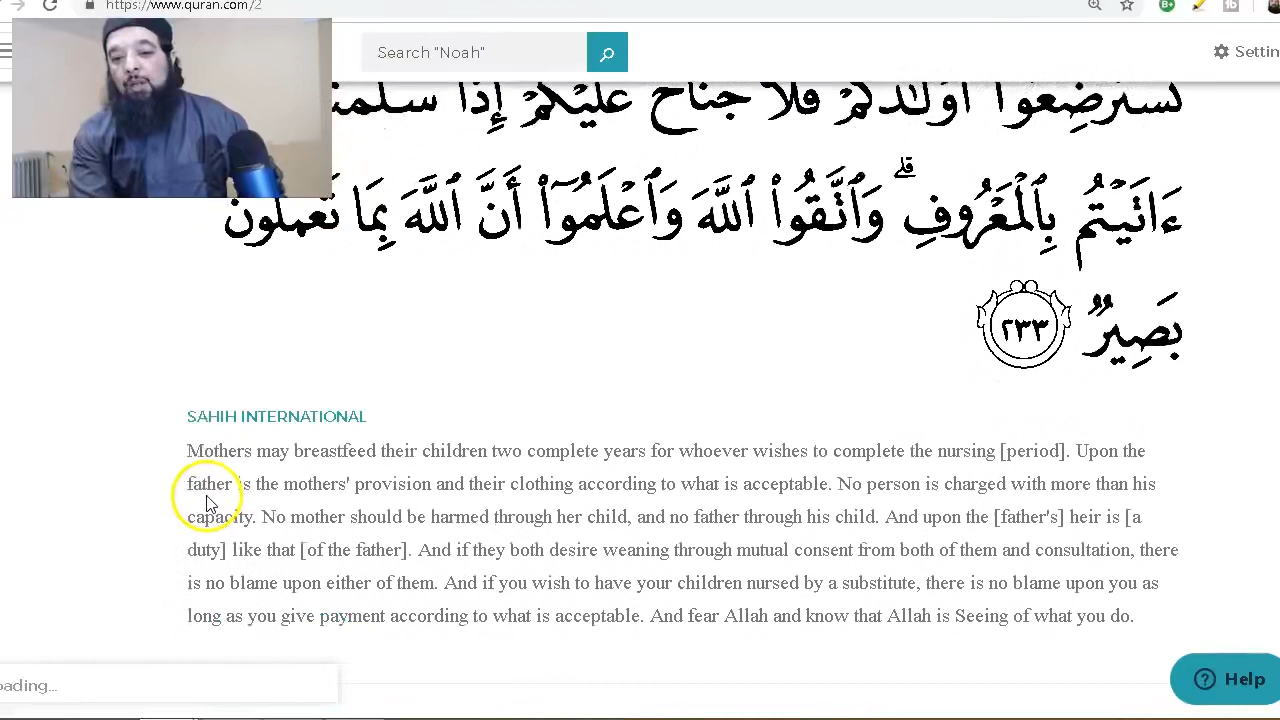 https://www.quran.com/2
Search "Noah"
Settin
تَسْتَرْضِعُوٓا۟ أَوْلَـٰدَكُمْ فَلَا جُنَاحَ عَلَيْكُمْ إِذَا
ءَاتَيْتُم بِٱلْمَعْرُوفِ ۗ وَٱتَّقُوا۟ ٱللَّهَ وَٱعْلَمُوٓا۟ أَنَّ ٱللَّهَ بِمَا تَعْمَلُونَ
بَصِيرٌ ٢٣٣
SAHIH INTERNATIONAL
Mothers may breastfeed their children two complete years for whoever wishes to complete the nursing [period]. Upon the
father is the mothers' provision and their clothing according to what is acceptable. No person is charged with more than his
capacity. No mother should be harmed through her child, and no father through his child. And upon the [father's] heir is [a
duty] like that [of the father]. And if they both desire weaning through mutual consent from both of them and consultation, there
is no blame upon either of them. And if you wish to have your children nursed by a substitute, there is no blame upon you as
long as you give payment according to what is acceptable. And fear Allah and know that Allah is Seeing of what you do.
oading...
Help